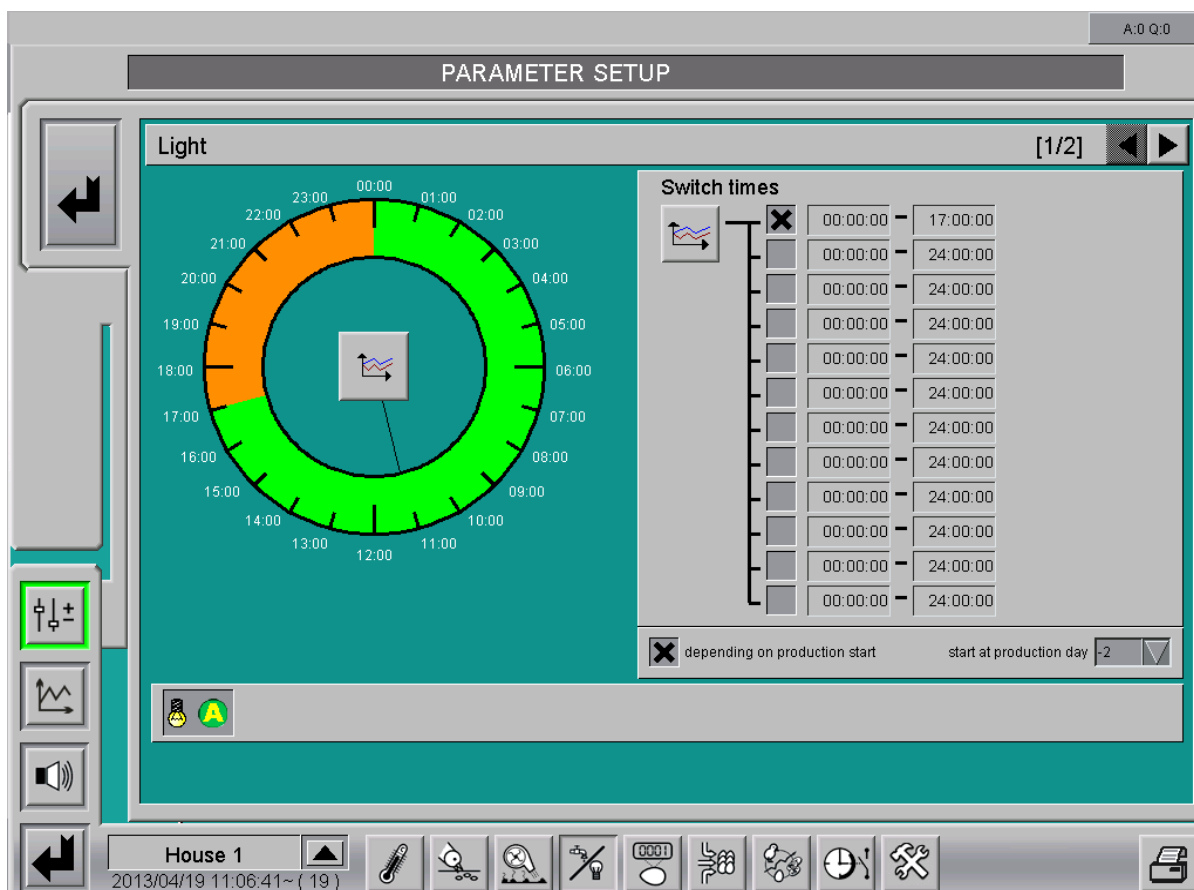 A:0 Q:0
PARAMETER SETUP
Light [1/2]
00:00
01:00
02:00
03:00
04:00
05:00
06:00
07:00
08:00
09:00
10:00
11:00
12:00
13:00
14:00
15:00
16:00
17:00
18:00
19:00
20:00
21:00
22:00
23:00
Switch times
00:00:00 - 17:00:00
00:00:00 - 24:00:00
00:00:00 - 24:00:00
00:00:00 - 24:00:00
00:00:00 - 24:00:00
00:00:00 - 24:00:00
00:00:00 - 24:00:00
00:00:00 - 24:00:00
00:00:00 - 24:00:00
00:00:00 - 24:00:00
00:00:00 - 24:00:00
00:00:00 - 24:00:00
depending on production start start at production day -2
A
House 1
2013/04/19 11:06:41~ ( 19 )
0001